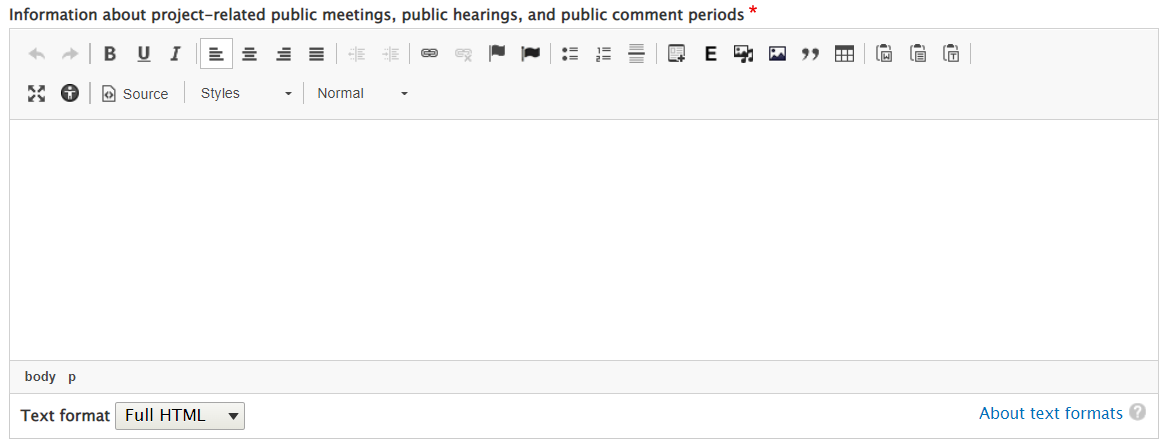 Information about project-related public meetings, public hearings, and public comment periods *
B U I E
Source Styles Normal
body p
Text format Full HTML
About text formats ?